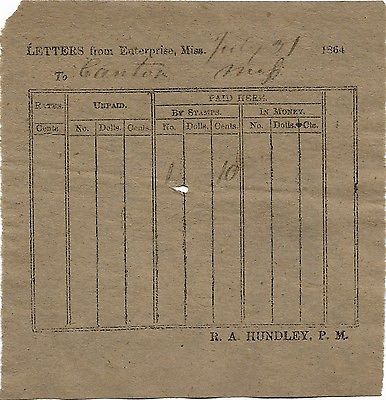 LETTERS from Enterprise, Miss. July 21 1864
To Canton Miss
RATES. UNPAID. PAID HERE.
BY STAMPS. IN MONEY.
Cents. No. Dolls. Cents. No. Dolls. Cents. No. Dolls. Cts.
1 10
R. A. HUNDLEY, P. M.